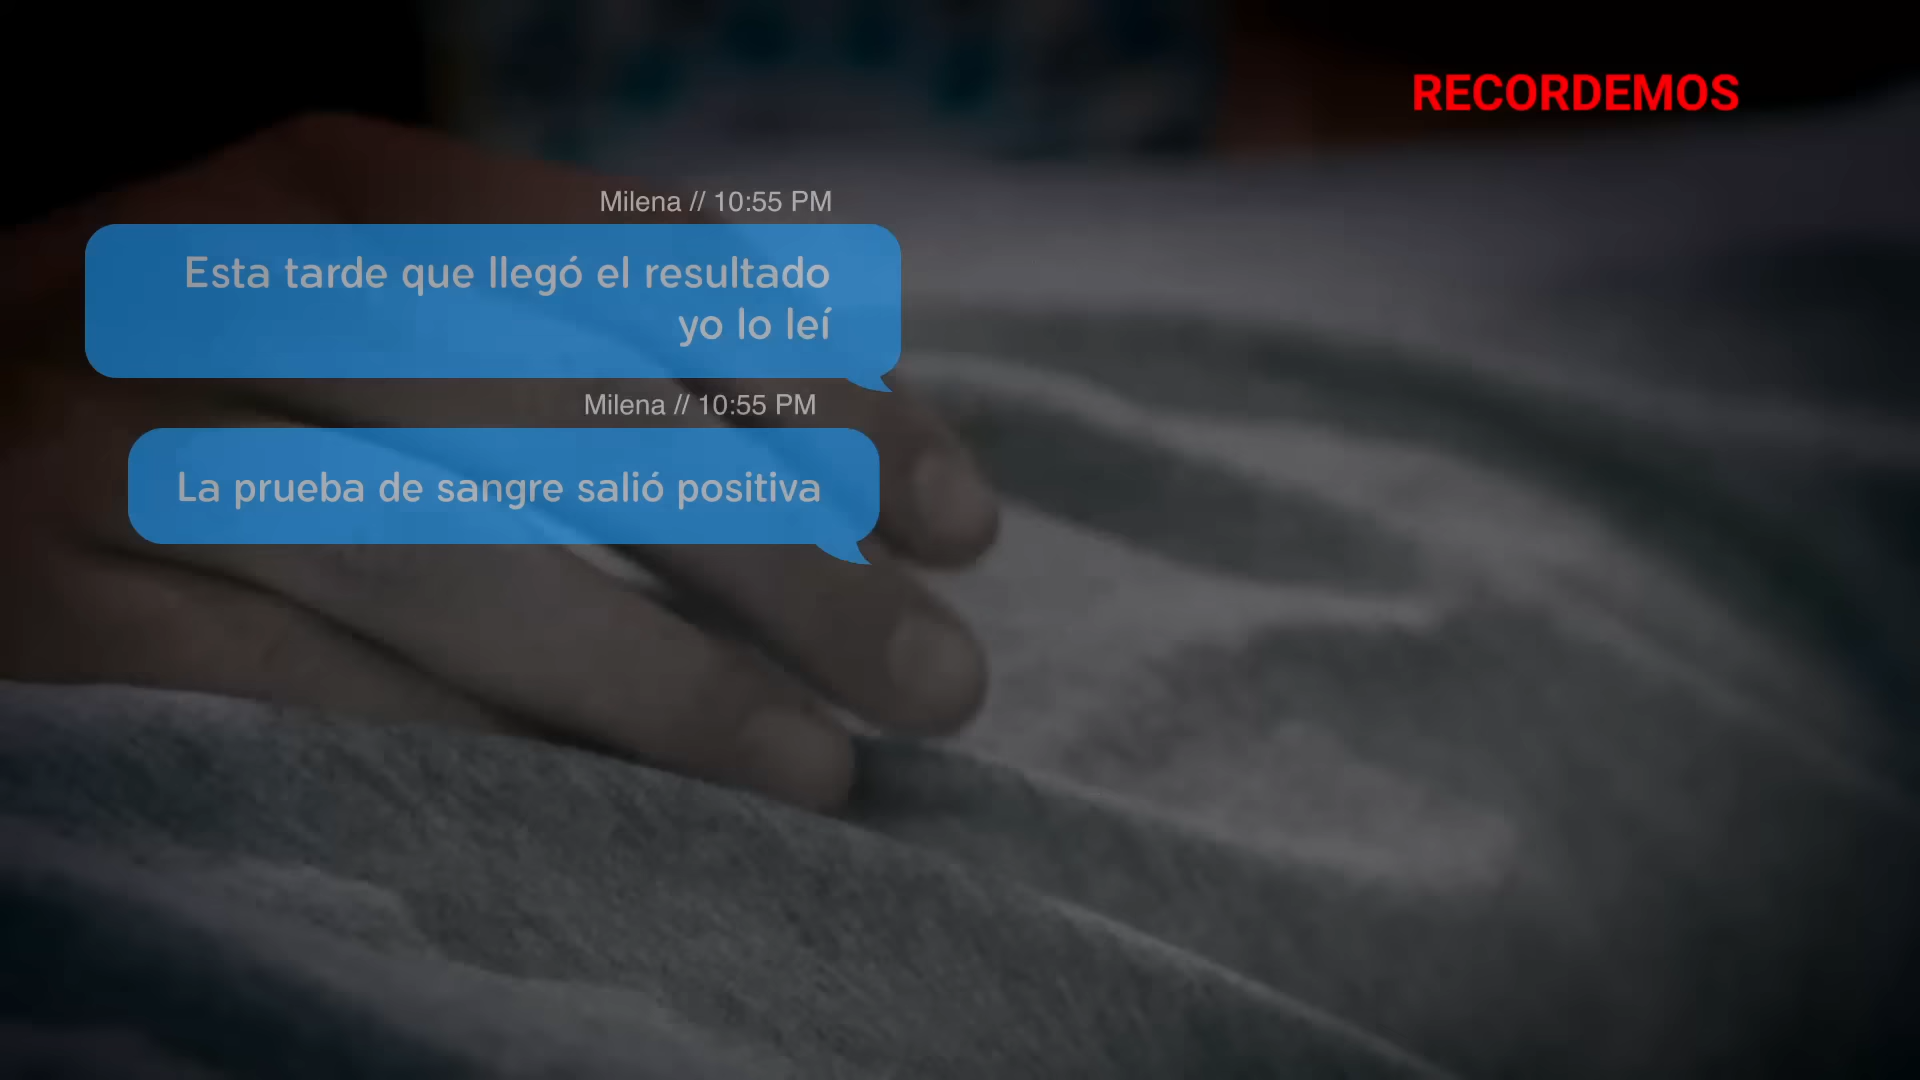 RECORDEMOS
Milena // 10:55 PM
Esta tarde que llegó el resultado
yo lo leí
Milena // 10:55 PM
La prueba de sangre salió positiva